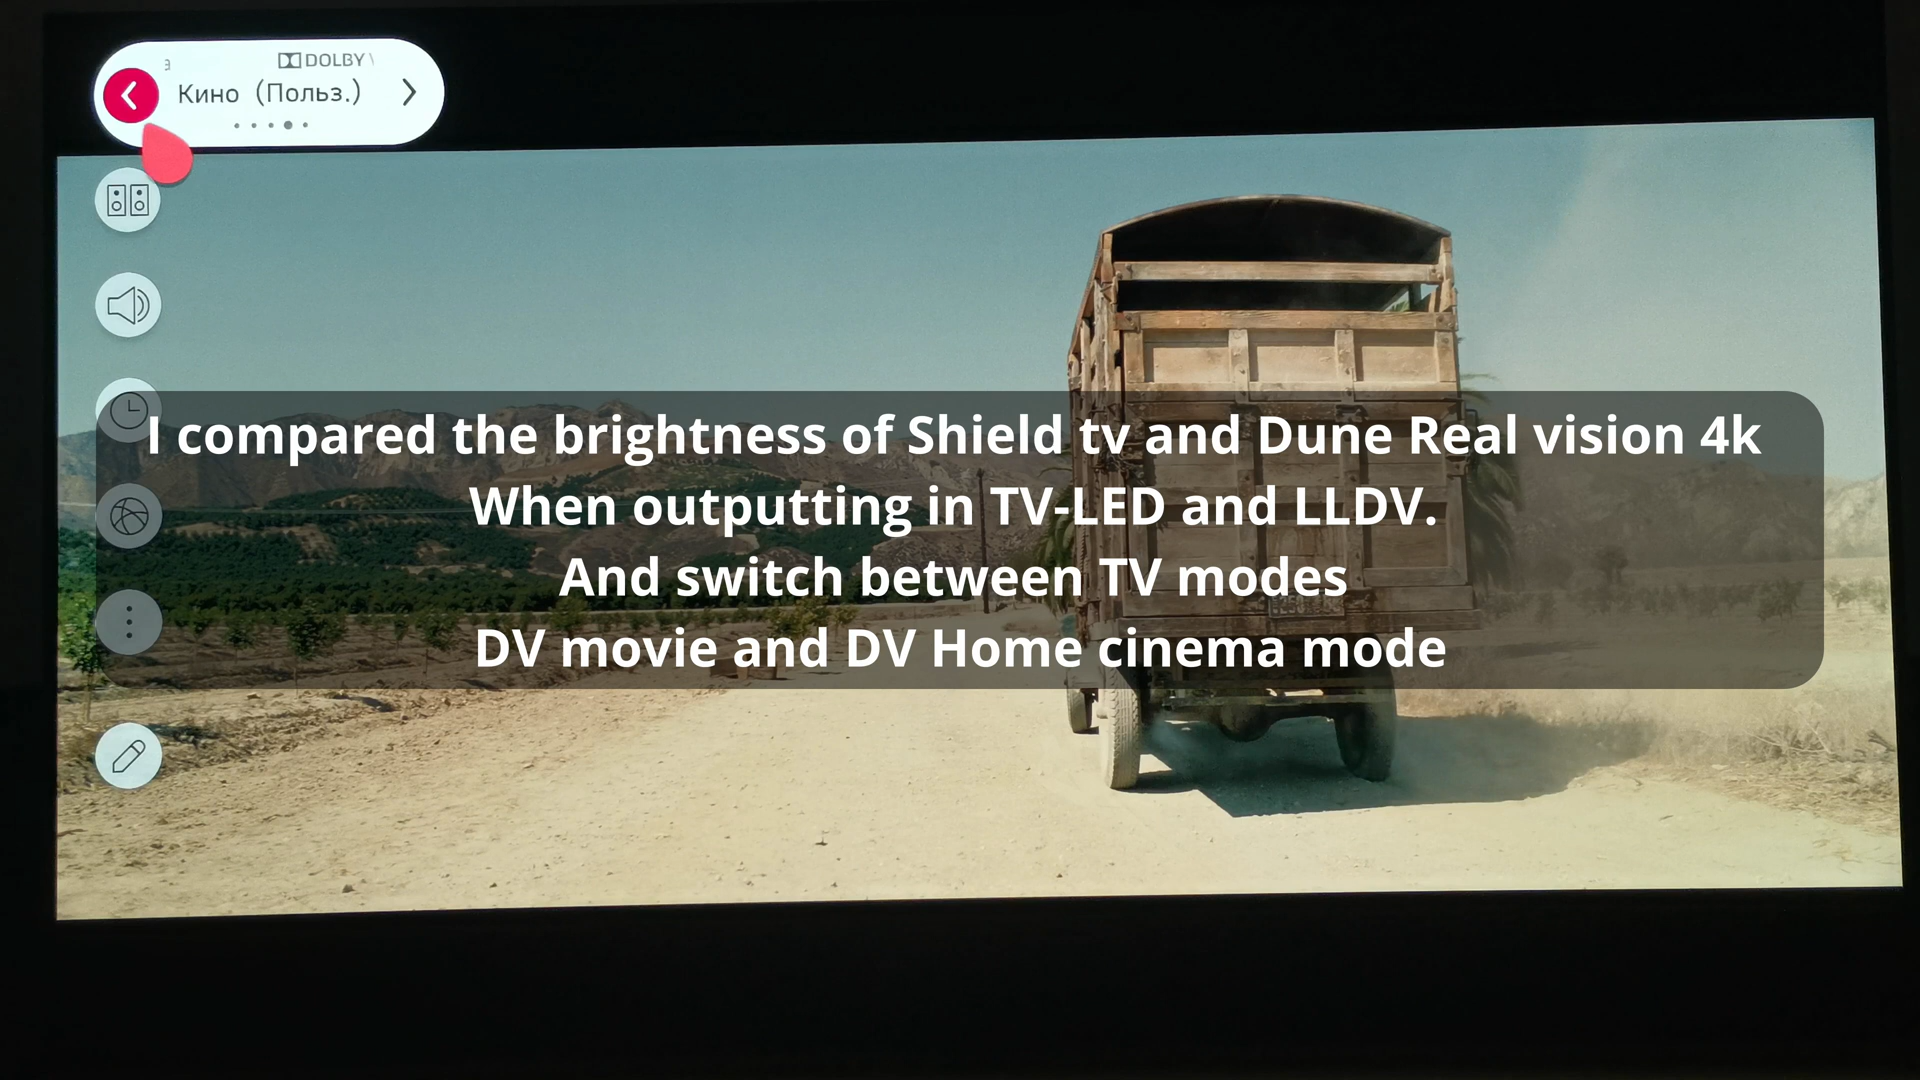 DOLBY
Кино (Польз.)
I compared the brightness of Shield tv and Dune Real vision 4k
When outputting in TV-LED and LLDV.
And switch between TV modes
DV movie and DV Home cinema mode